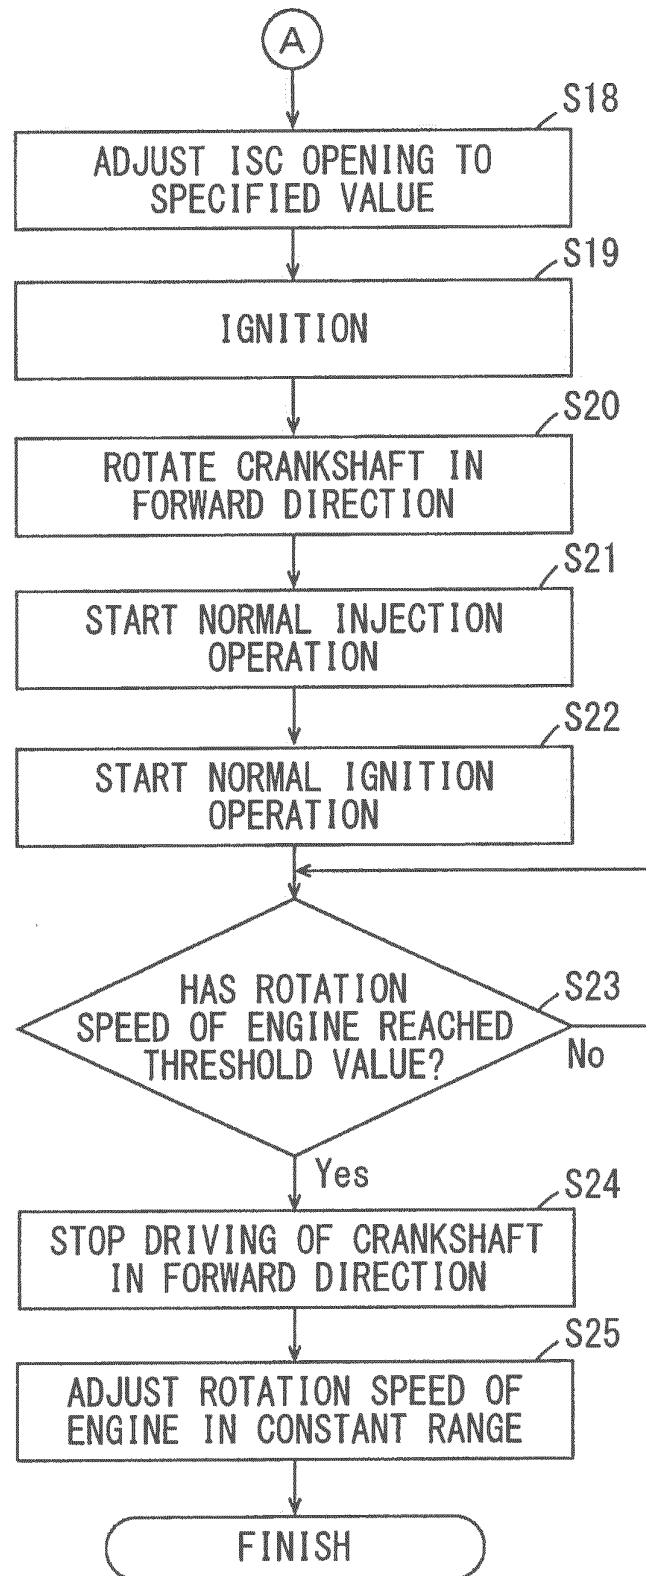 A
S18
ADJUST ISC OPENING TO
SPECIFIED VALUE
S19
IGNITION
S20
ROTATE CRANKSHAFT IN
FORWARD DIRECTION
S21
START NORMAL INJECTION
OPERATION
S22
START NORMAL IGNITION
OPERATION
HAS ROTATION
S23
SPEED OF ENGINE REACHED
THRESHOLD VALUE?
No
Yes
S24
STOP DRIVING OF CRANKSHAFT
IN FORWARD DIRECTION
S25
ADJUST ROTATION SPEED OF
ENGINE IN CONSTANT RANGE
FINISH